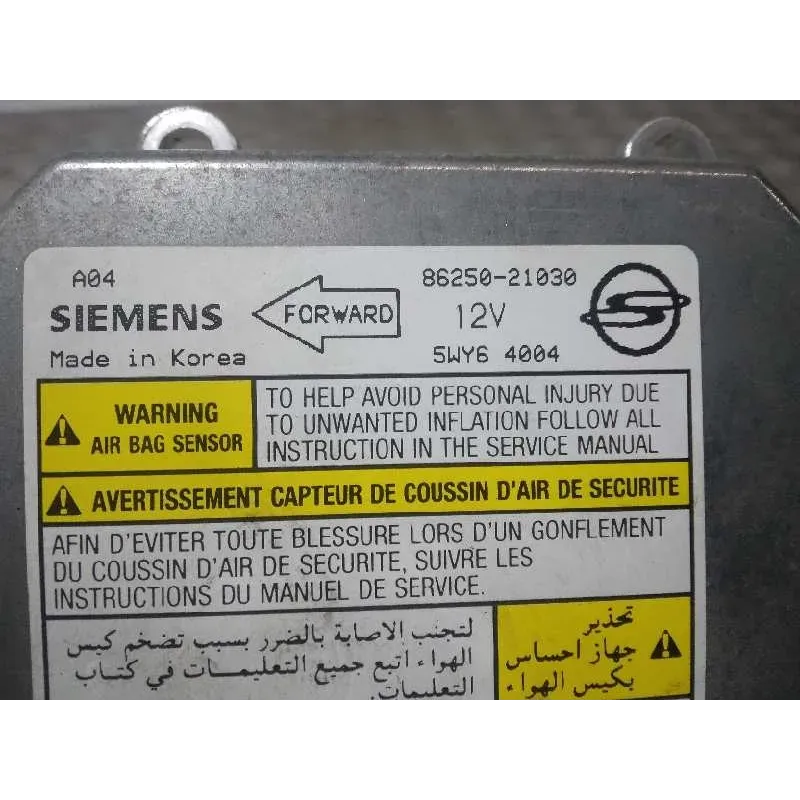 A04
86250-21030
SIEMENS
FORWARD
12V
Made in Korea
5WY6 4004
WARNING
AIR BAG SENSOR
TO HELP AVOID PERSONAL INJURY DUE
TO UNWANTED INFLATION FOLLOW ALL
INSTRUCTION IN THE SERVICE MANUAL
AVERTISSEMENT CAPTEUR DE COUSSIN D'AIR DE SECURITE
AFIN D'EVITER TOUTE BLESSURE LORS D'UN GONFLEMENT
DU COUSSIN D'AIR DE SECURITE, SUIVRE LES
INSTRUCTIONS DU MANUEL DE SERVICE.
تحذير
جهاز احساس
بكيس الهواء
لتجنب الاصابة بالضرر بسبب تضخم كيس
الهواء اتبع جميع التعليمات في كتاب
التعليمات.